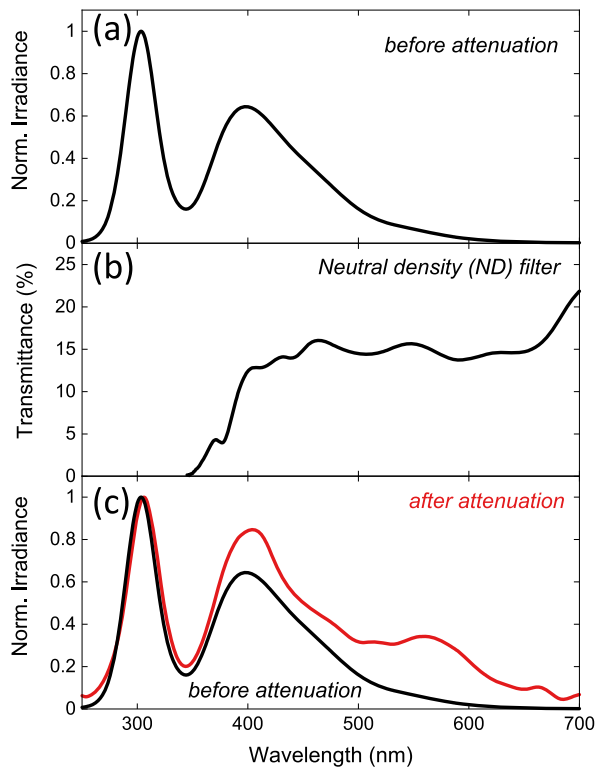 (a)
before attenuation
Norm. Irradiance
1
0.8
0.6
0.4
0.2
0
(b)
Neutral density (ND) filter
Transmittance (%)
25
20
15
10
5
0
(c)
after attenuation
Norm. Irradiance
1
0.8
0.6
0.4
0.2
0
before attenuation
300 400 500 600 700
Wavelength (nm)